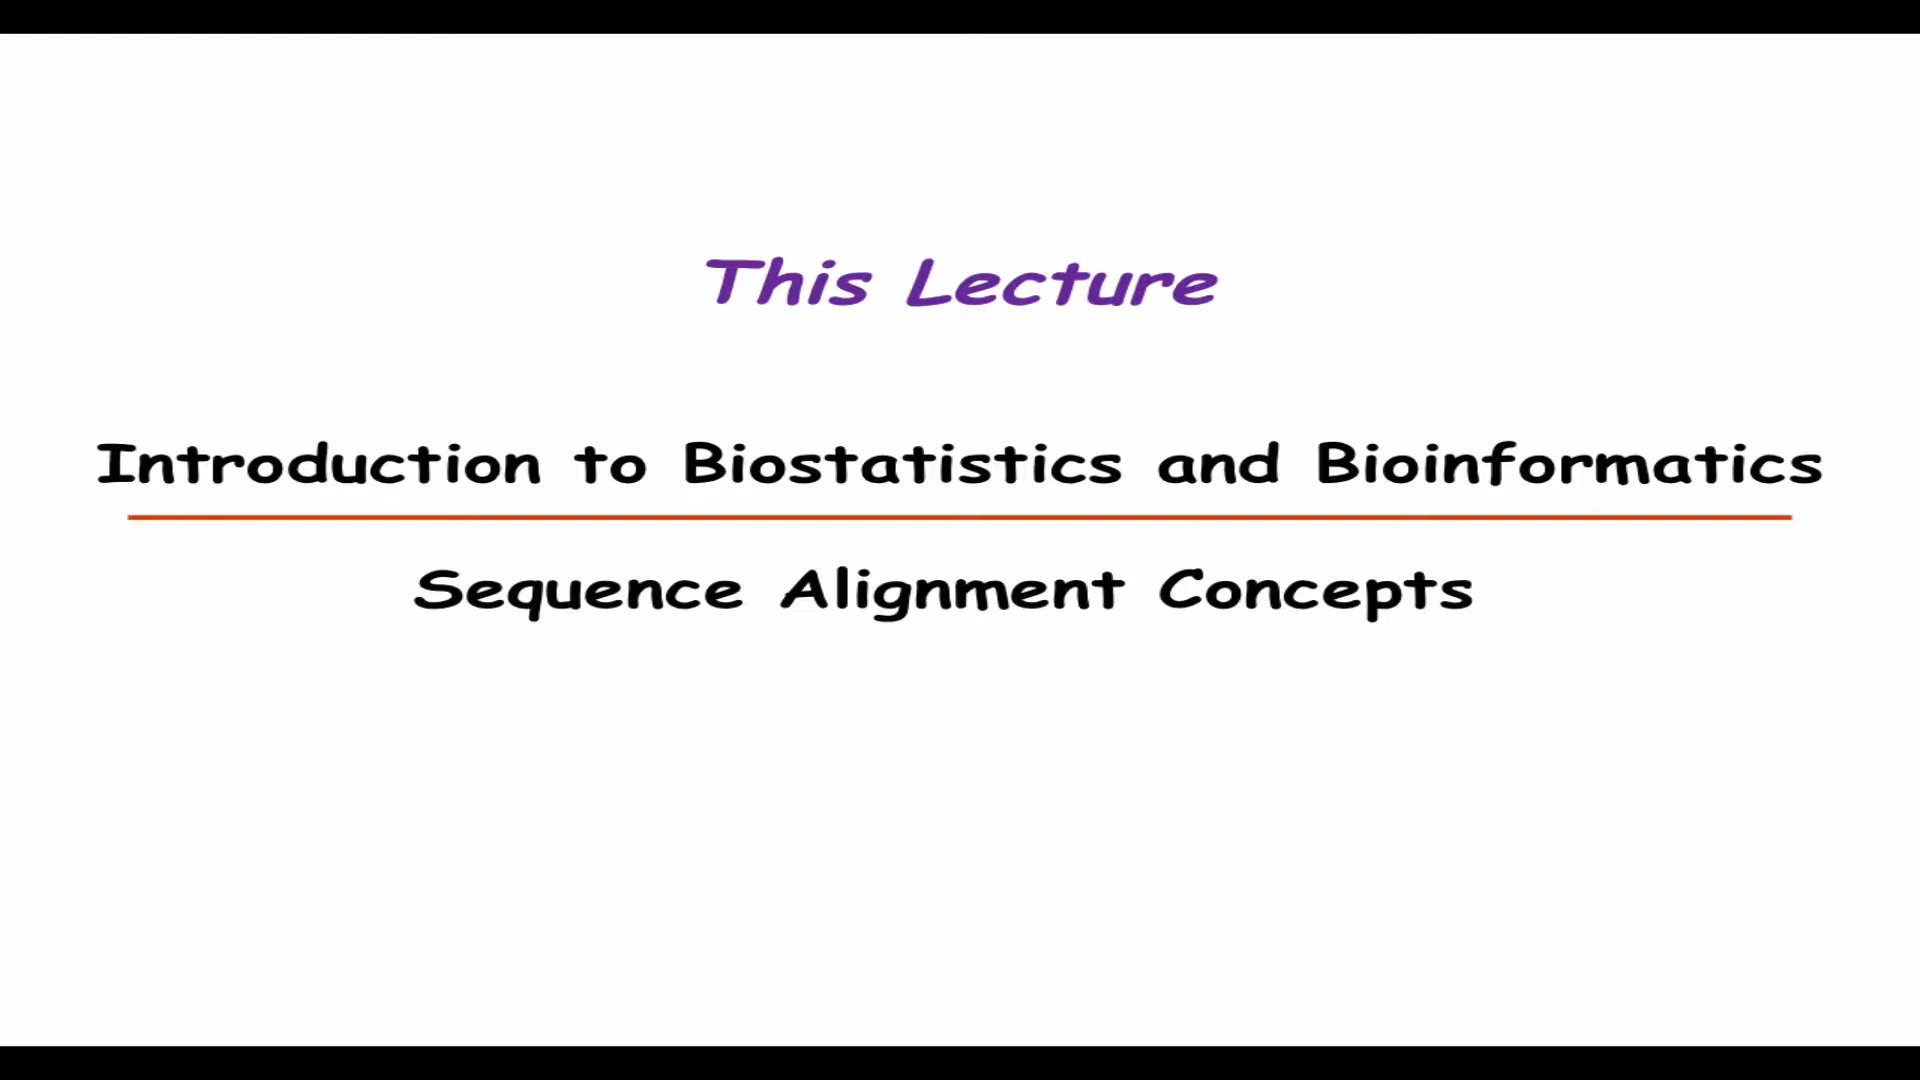 This Lecture
Introduction to Biostatistics and Bioinformatics
Sequence Alignment Concepts